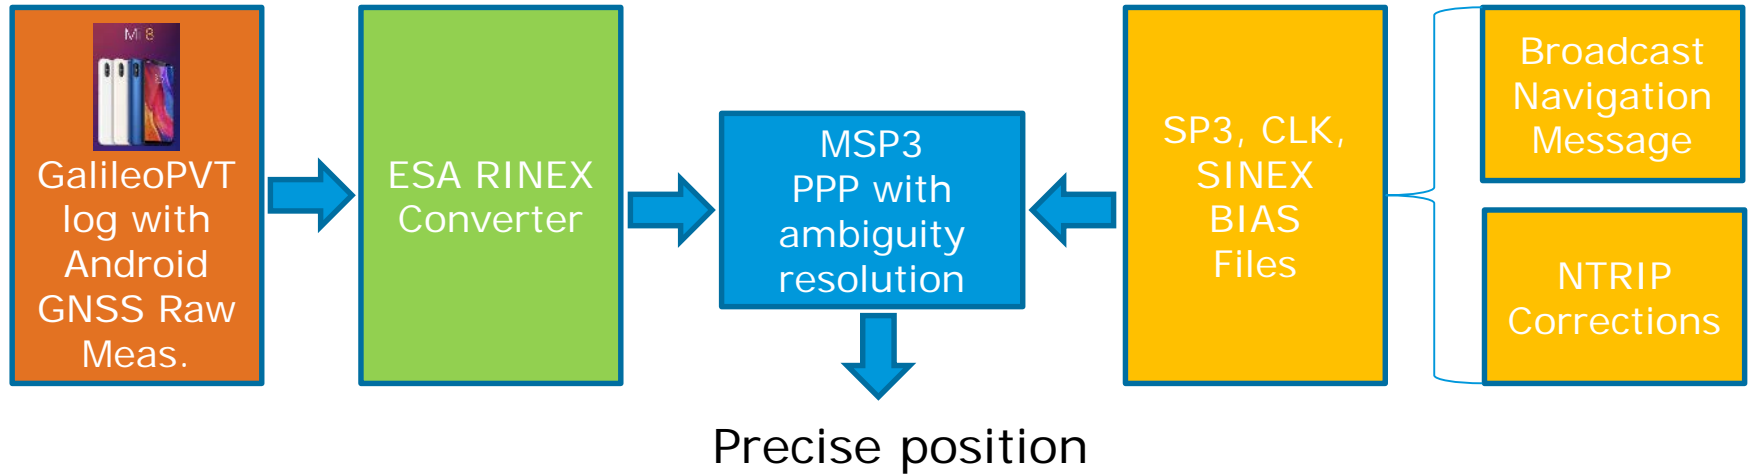 Mi 8
GalileoPVT
log with
Android
GNSS Raw
Meas.
ESA RINEX
Converter
MSP3
PPP with
ambiguity
resolution
SP3, CLK,
SINEX
BIAS
Files
Broadcast
Navigation
Message
NTRIP
Corrections
Precise position